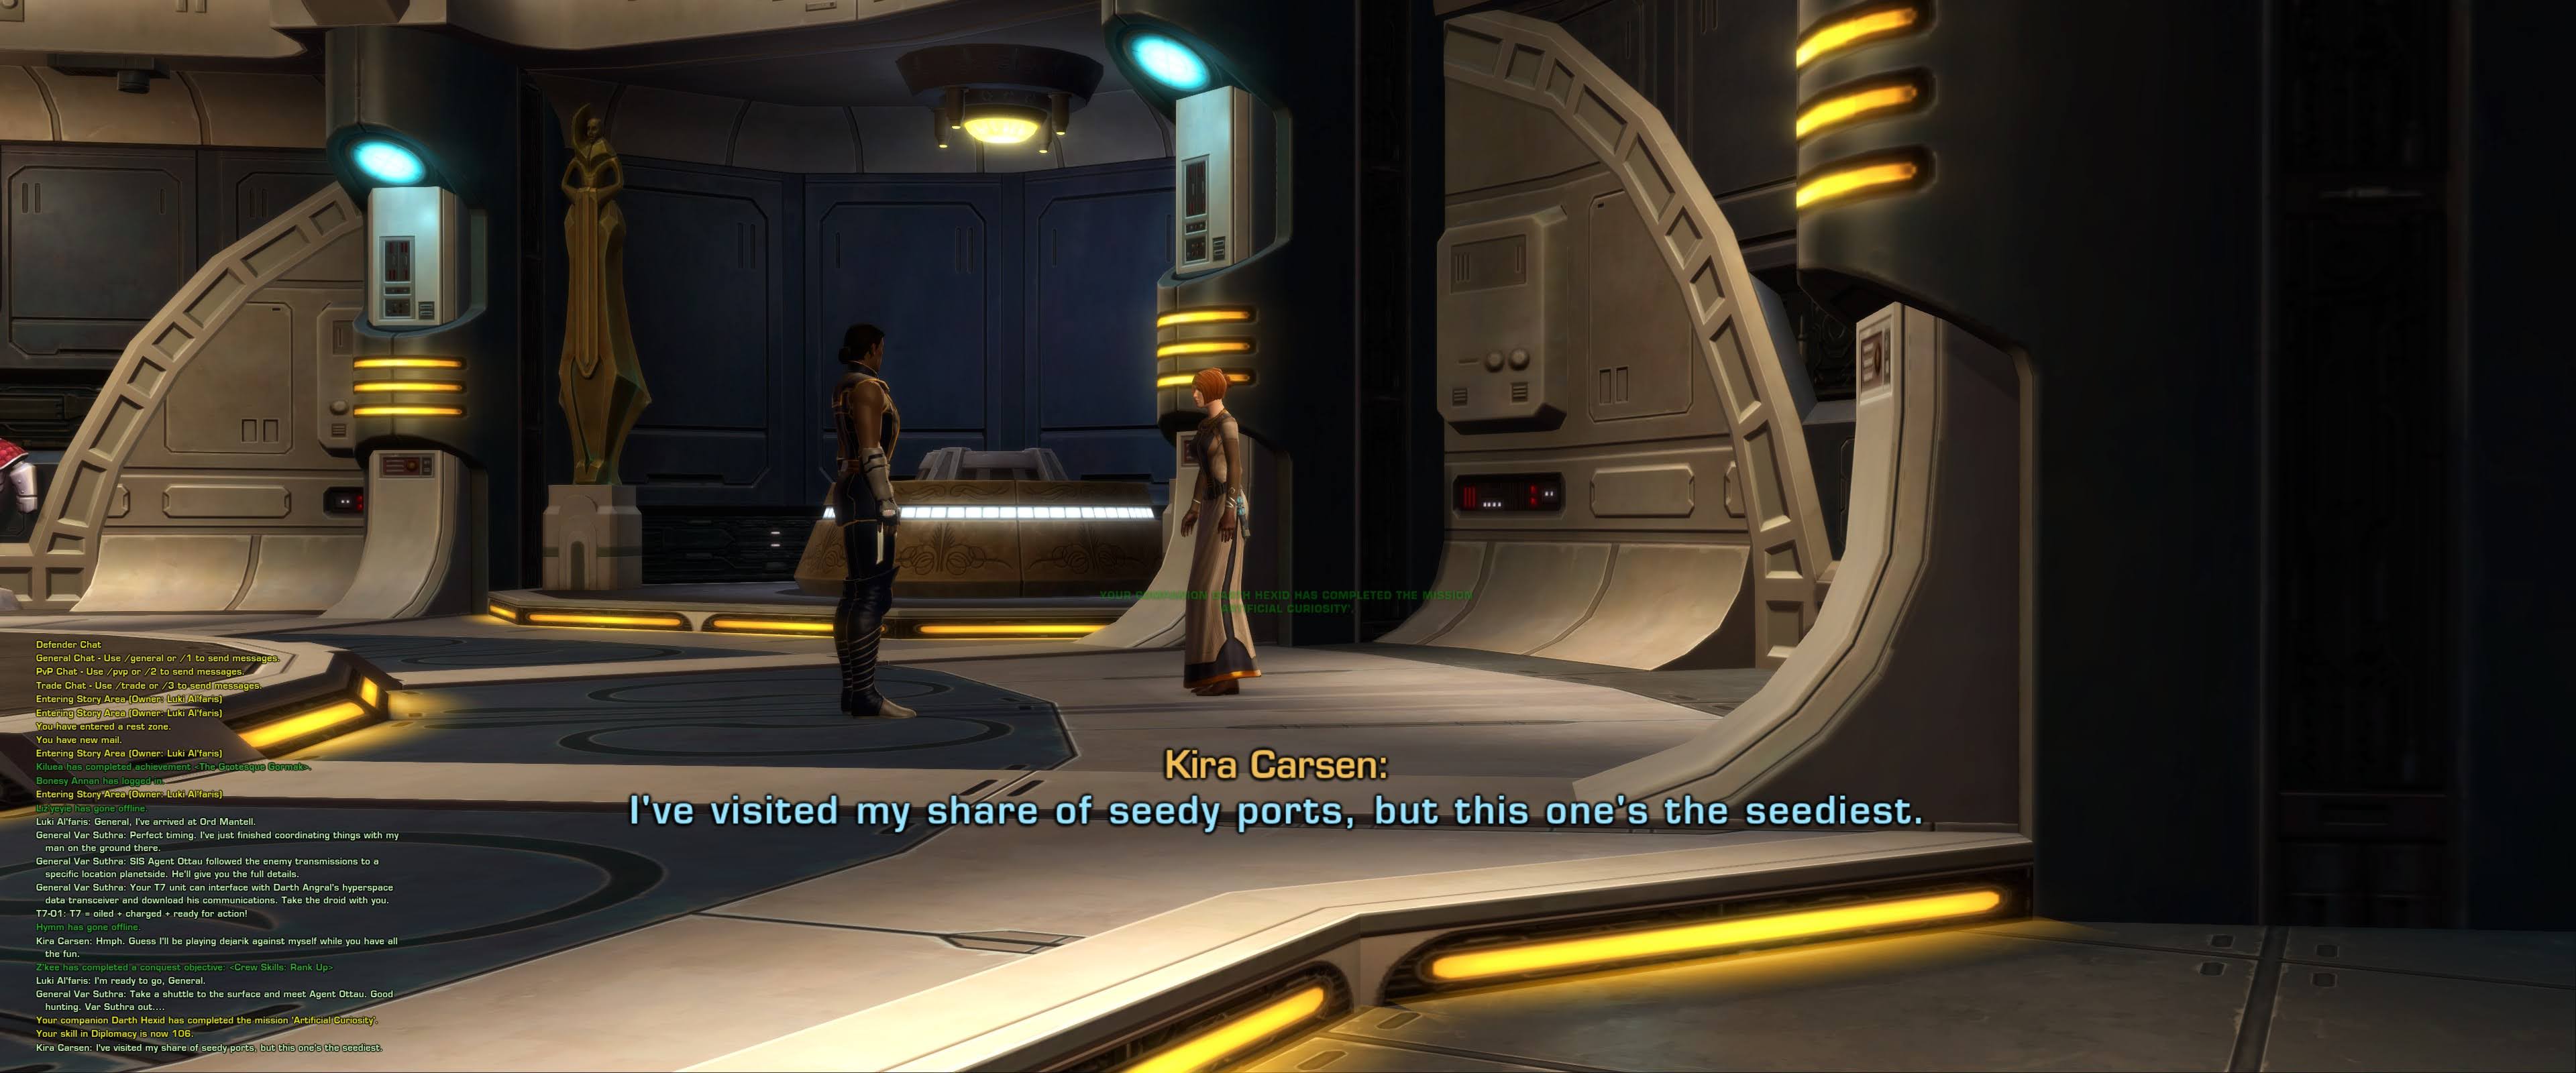 YOUR COMPANION DARTH HEXID HAS COMPLETED THE MISSION
'ARTIFICIAL CURIOSITY'.
Defender Chat
General Chat - Use /general or /1 to send messages.
PvP Chat - Use /pvp or /2 to send messages.
Trade Chat - Use /trade or /3 to send messages.
Entering Story Area (Owner: Luki Al'faris)
Entering Story Area (Owner: Luki Al'faris)
You have entered a rest zone.
You have new mail.
Entering Story Area (Owner: Luki Al'faris)
Kiluea has completed achievement <The Grotesque Gormak>.
Bonesy Annan has logged in.
Entering Story Area (Owner: Luki Al'faris)
has gone offline.
Luki Al'faris: General, I've arrived at Ord Mantell.
General Var Suthra: Perfect timing. I've just finished coordinating things with my
man on the ground there.
General Var Suthra: SIS Agent Ottau followed the enemy transmissions to a
specific location planetside. He'll give you the full details.
General Var Suthra: Your T7 unit can interface with Darth Angral's hyperspace
data transceiver and download his communications. Take the droid with you.
T7-01: T7 = oiled + charged + ready for action!
Hymm has gone offline.
Kira Carsen: Hmph. Guess I'll be playing dejarik against myself while you have all
the fun.
Z'kee has completed a conquest objective: <Crew Skills: Rank Up>
Luki Al'faris: I'm ready to go, General.
General Var Suthra: Take a shuttle to the surface and meet Agent Ottau. Good
hunting. Var Suthra out....
Your companion Darth Hexid has completed the mission 'Artificial Curiosity'.
Your skill in Diplomacy is now 106.
Kira Carsen: I've visited my share of seedy ports, but this one's the seediest.
Kira Carsen:
I've visited my share of seedy ports, but this one's the seediest.